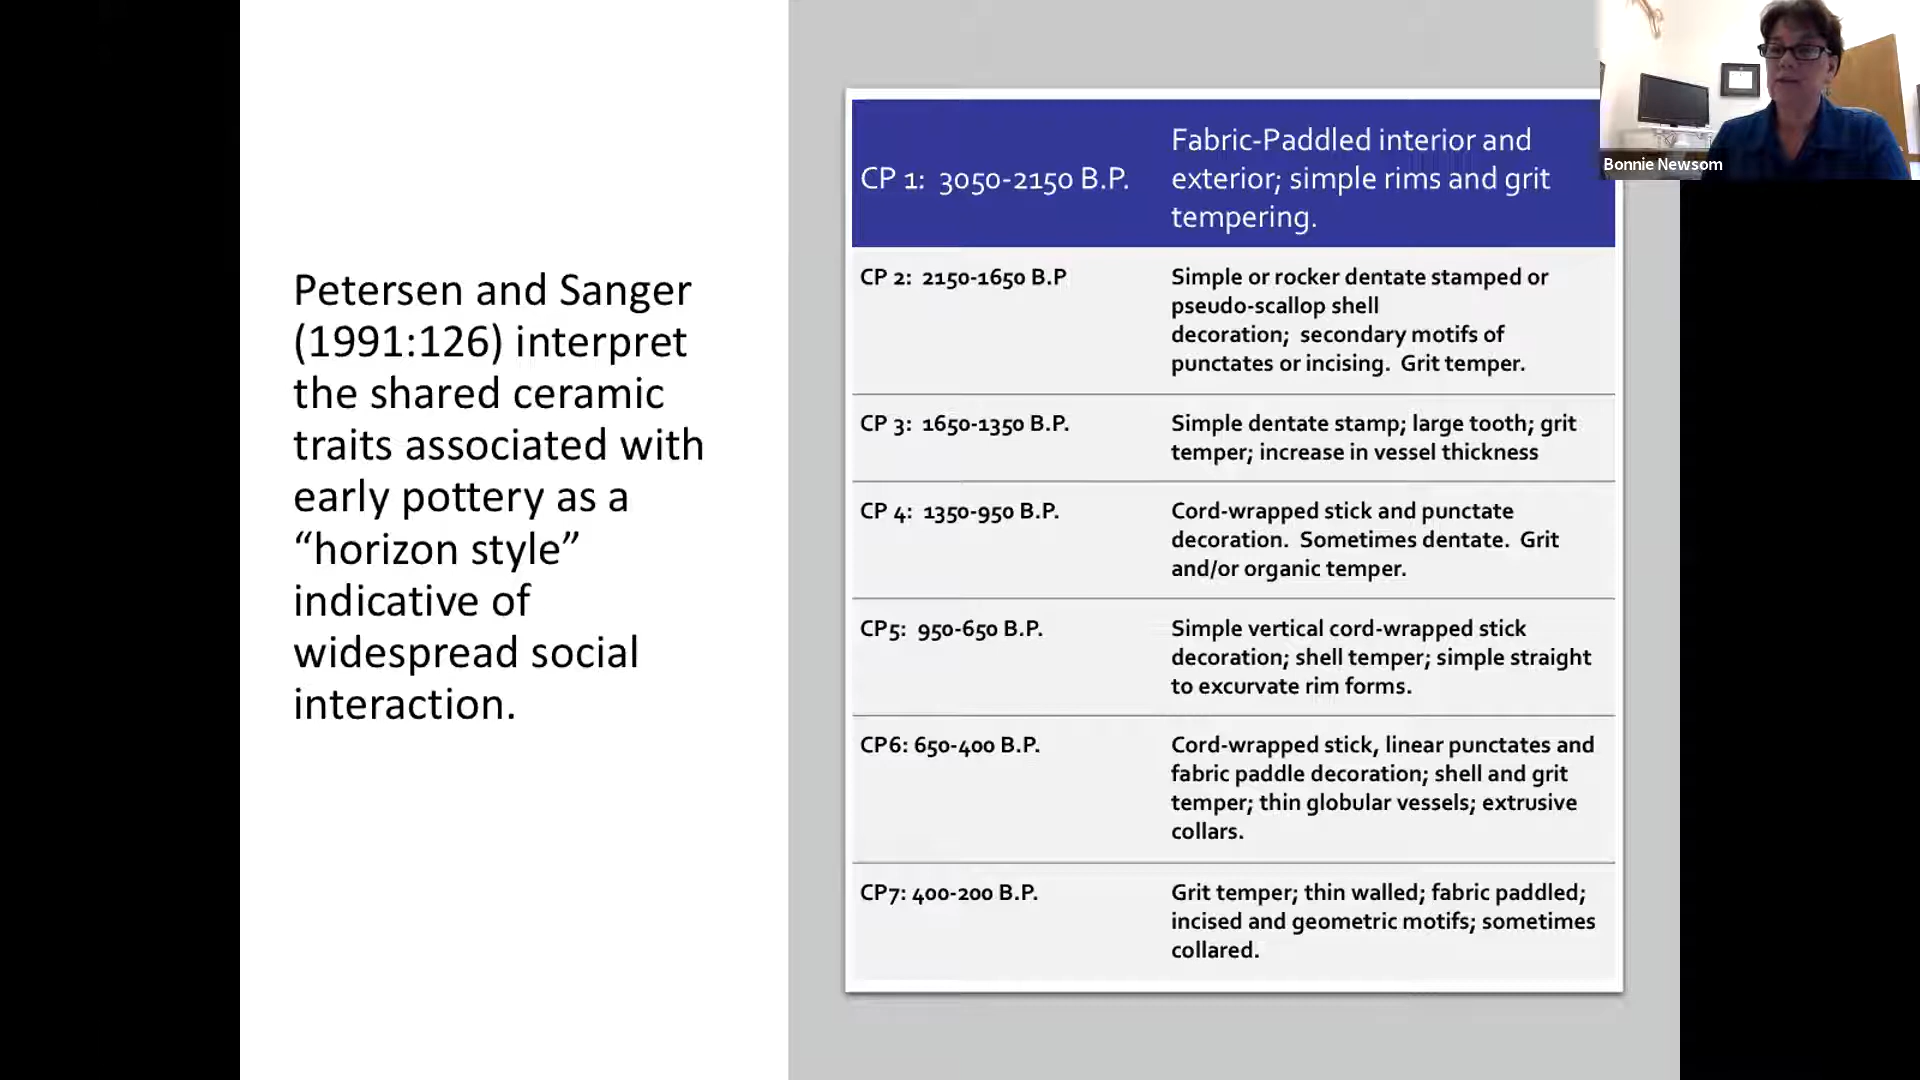 Petersen and Sanger
(1991:126) interpret
the shared ceramic
traits associated with
early pottery as a
“horizon style”
indicative of
widespread social
interaction.
CP 1:  3050-2150 B.P.
Fabric-Paddled interior and
exterior; simple rims and grit
tempering.
CP 2:  2150-1650 B.P
Simple or rocker dentate stamped or
pseudo-scallop shell
decoration;  secondary motifs of
punctates or incising.  Grit temper.
CP 3:  1650-1350 B.P.
Simple dentate stamp; large tooth; grit
temper; increase in vessel thickness
CP 4:  1350-950 B.P.
Cord-wrapped stick and punctate
decoration.  Sometimes dentate.  Grit
and/or organic temper.
CP5:  950-650 B.P.
Simple vertical cord-wrapped stick
decoration; shell temper; simple straight
to excurvate rim forms.
CP6: 650-400 B.P.
Cord-wrapped stick, linear punctates and
fabric paddle decoration; shell and grit
temper; thin globular vessels; extrusive
collars.
CP7: 400-200 B.P.
Grit temper; thin walled; fabric paddled;
incised and geometric motifs; sometimes
collared.
Bonnie Newsom